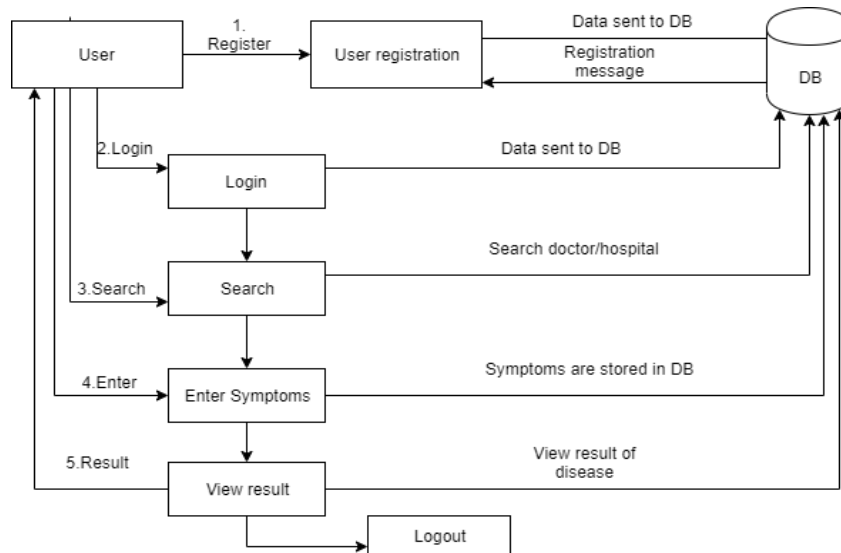 Data sent to DB
1.
Register
User
User registration
Registration
message
DB
2.Login
Data sent to DB
Login
Search doctor/hospital
3.Search
Search
Symptoms are stored in DB
4.Enter
Enter Symptoms
View result of
disease
5.Result
View result
Logout